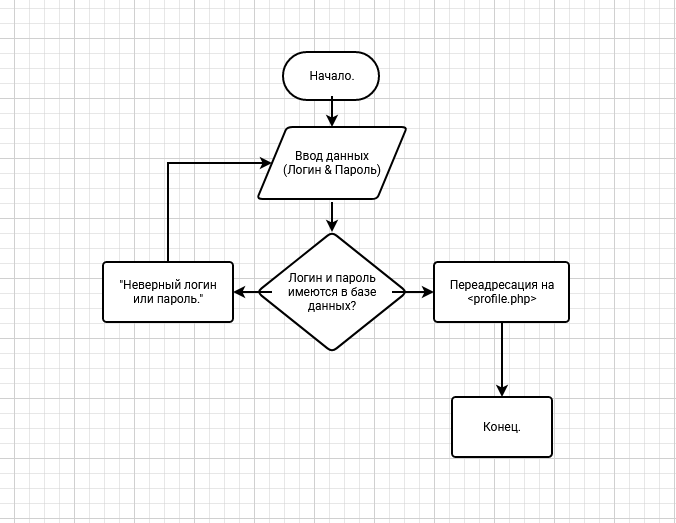 Начало.
Ввод данных
(Логин & Пароль)
Логин и пароль
имеются в базе
данных?
"Неверный логин
или пароль."
Переадресация на
<profile.php>
Конец.